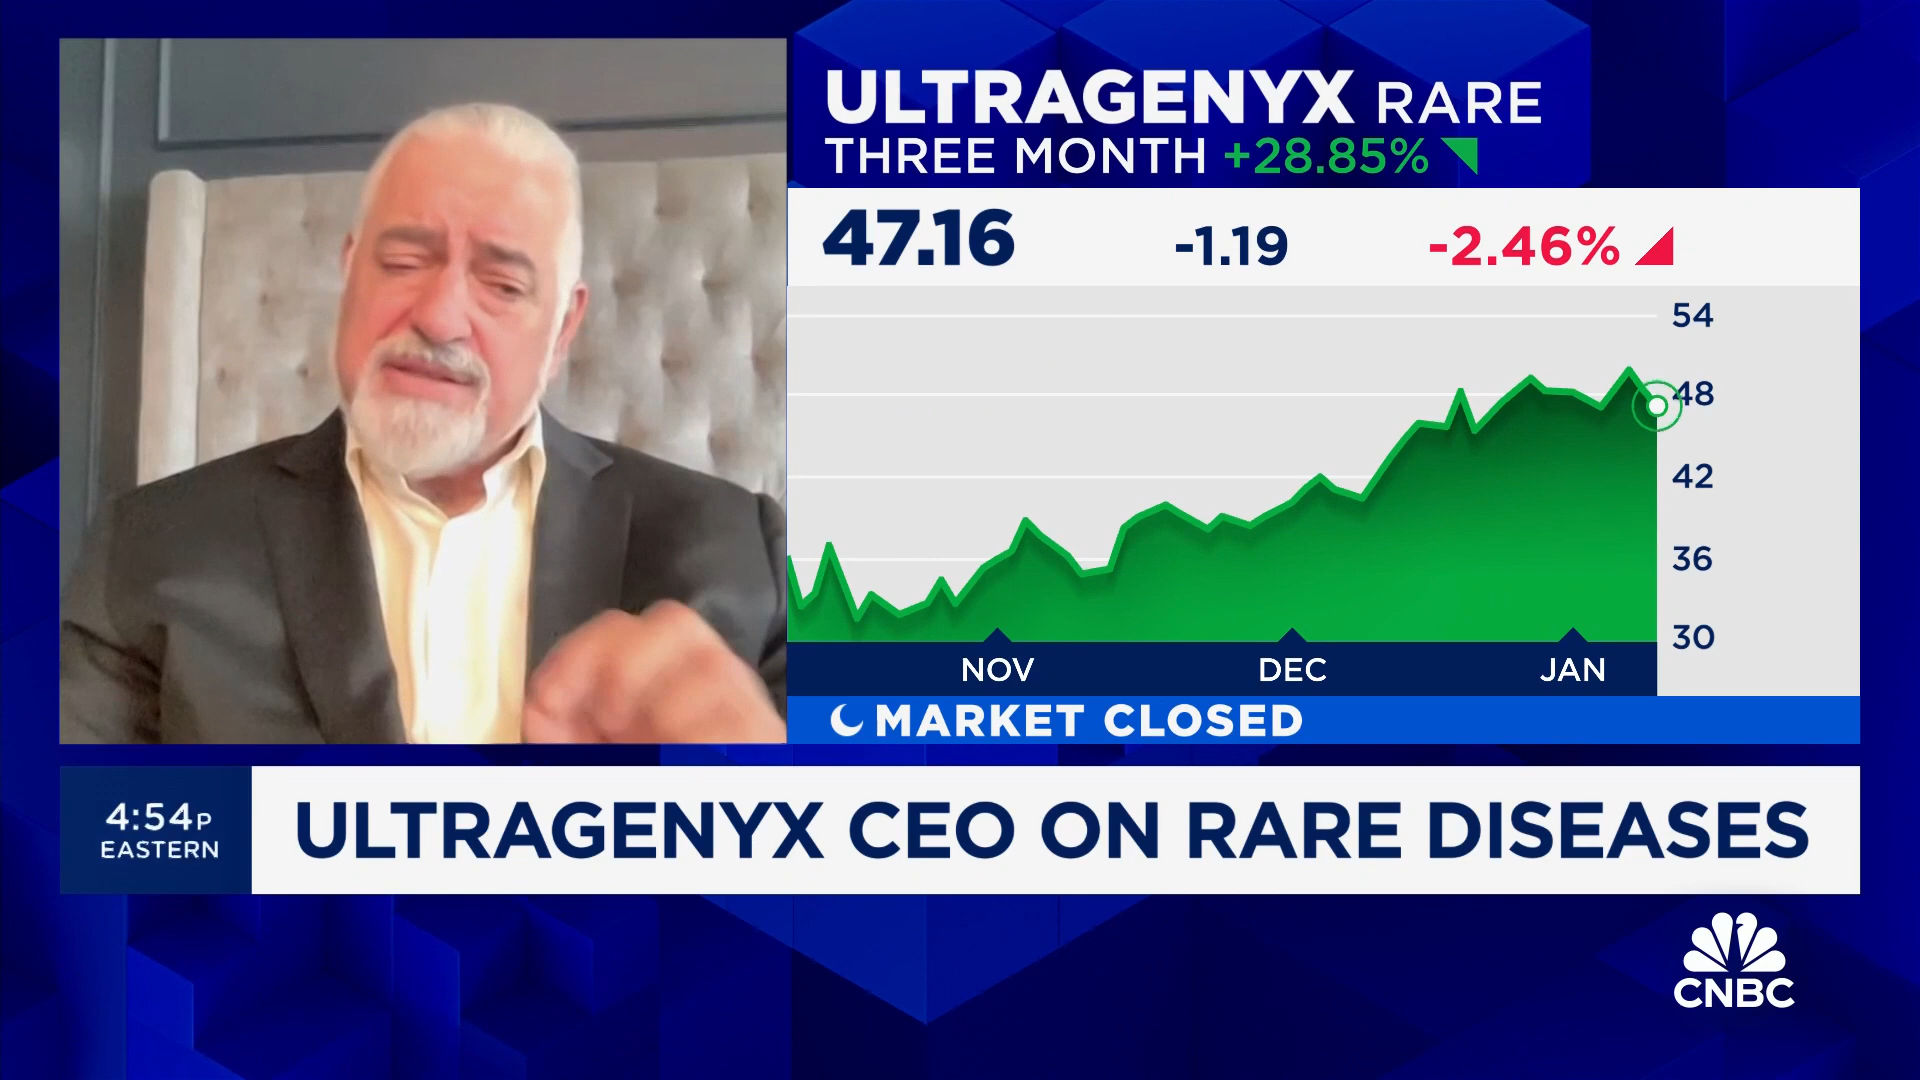 ULTRAGENYX RARE
THREE MONTH +28.85%
47.16 -1.19 -2.46%
54
48
42
36
30
NOV DEC JAN
MARKET CLOSED
4:54P
EASTERN
ULTRAGENYX CEO ON RARE DISEASES
CNBC